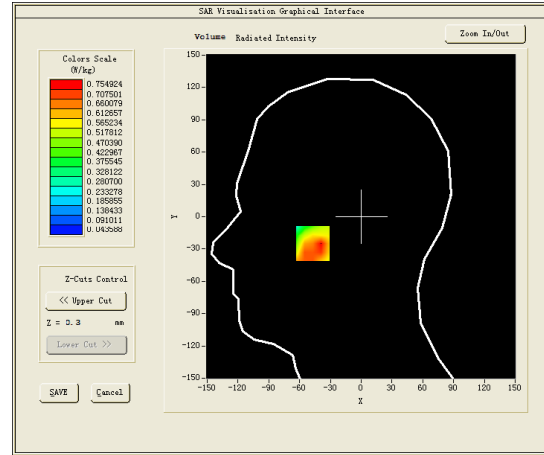 SAR Visualisation Graphical Interface
Volume Radiated Intensity
Zoom In/Out
Colors Scale
(W/kg)
0.754924
0.707501
0.660079
0.612657
0.565234
0.517812
0.470390
0.422967
0.375545
0.328122
0.280700
0.233278
0.185855
0.138433
0.091011
0.043588
Z-Cuts Control
<< Upper Cut
Z = 0.3 mm
Lower Cut >>
SAVE Cancel
150
120
90
60
30
0
-30
-60
-90
-120
-150
Y
-150 -120 -90 -60 -30 0 30 60 90 120 150
X